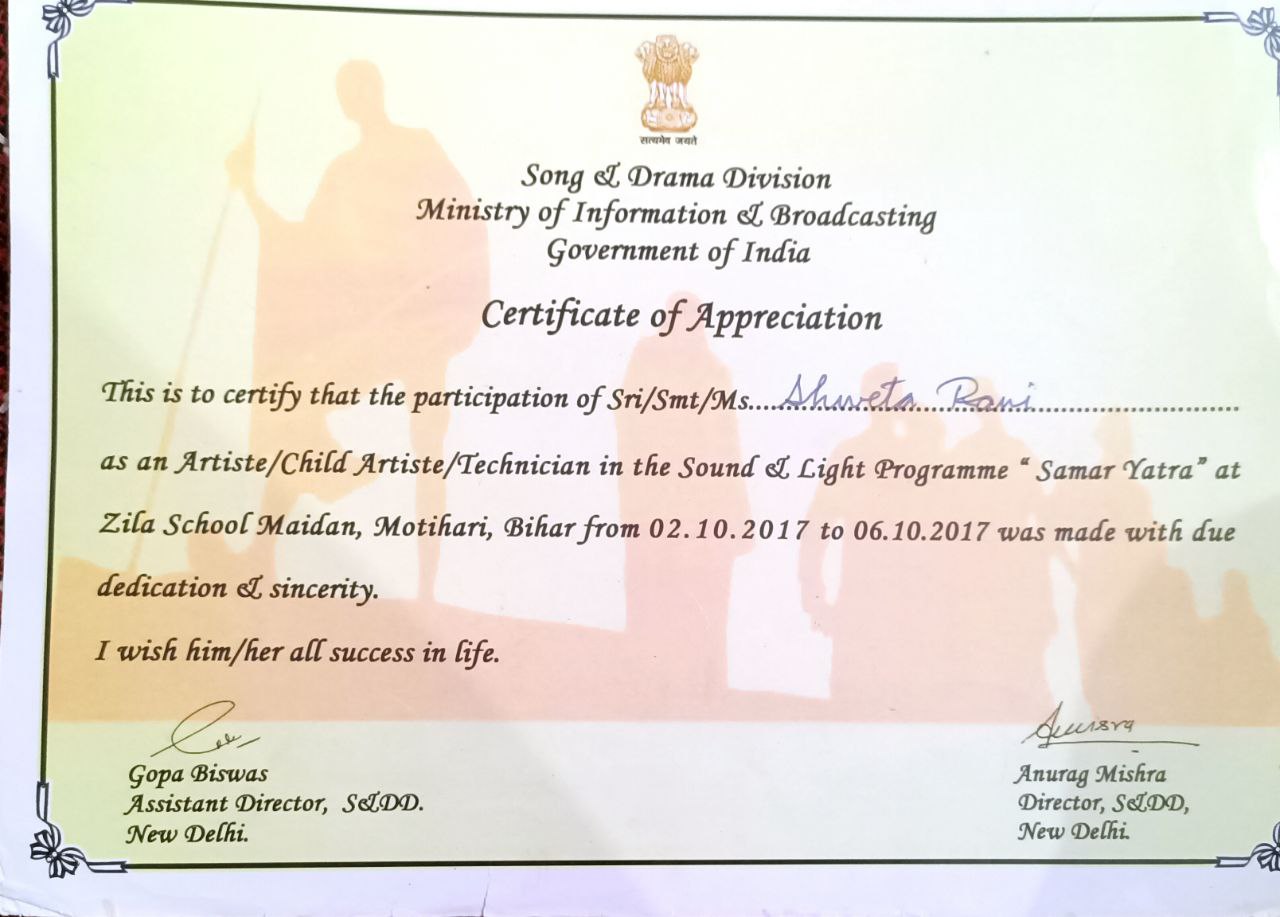 सत्यमेव जयते
Song & Drama Division
Ministry of Information & Broadcasting
Government of India
Certificate of Appreciation
This is to certify that the participation of Sri/Smt/Ms....Shweta Rani..............................
as an Artiste/Child Artiste/Technician in the Sound & Light Programme “ Samar Yatra” at
Zila School Maidan, Motihari, Bihar from 02.10.2017 to 06.10.2017 was made with due
dedication & sincerity.
I wish him/her all success in life.
Gopa Biswas
Assistant Director, S&DD.
New Delhi.
Anurag Mishra
Director, S&DD,
New Delhi.